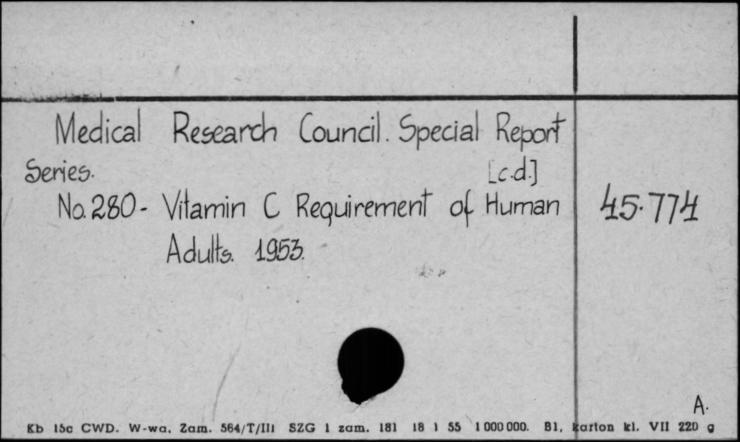 Medical Research Council. Special Report
Series. [c.d.]
No. 280 - Vitamin C Requirement of Human 45.774
Adults. 1953.
A.
Kb 15c CWD. W-wa, Zam. 564/T/III SZG 1 zam. 181 18 1 55 1 000 000. Bl. karton kl. VII 220 g